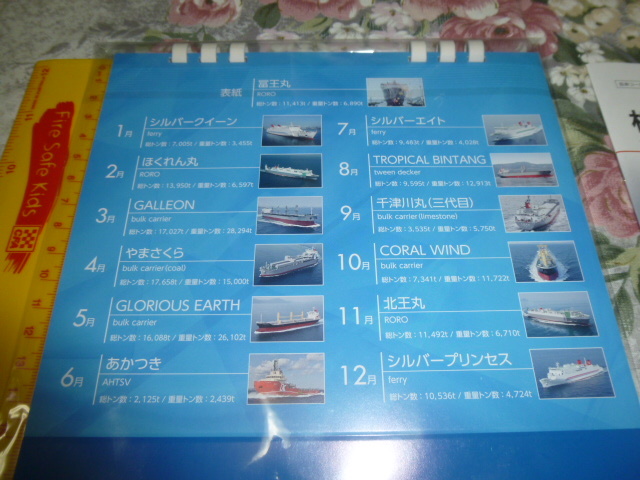 表紙
冨王丸
RORO
総トン数：11,413t / 重量トン数：6,890t
1月
シルバークイーン
ferry
総トン数：7,005t / 重量トン数：3,455t
2月
ほくれん丸
RORO
総トン数：13,950t / 重量トン数：6,597t
3月
GALLEON
bulk carrier
総トン数：17,027t / 重量トン数：28,294t
4月
やまさくら
bulk carrier(coal)
総トン数：17,658t / 重量トン数：15,000t
5月
GLORIOUS EARTH
bulk carrier
総トン数：16,088t / 重量トン数：26,102t
6月
あかつき
AHTSV
総トン数：2,125t / 重量トン数：2,439t
7月
シルバーエイト
ferry
総トン数：9,483t / 重量トン数：4,028t
8月
TROPICAL BINTANG
tween decker
総トン数：9,595t / 重量トン数：12,913t
9月
千津川丸(三代目)
bulk carrier(limestone)
総トン数：3,535t / 重量トン数：5,750t
10月
CORAL WIND
bulk carrier
総トン数：7,341t / 重量トン数：11,722t
11月
北王丸
RORO
総トン数：11,492t / 重量トン数：6,710t
12月
シルバープリンセス
ferry
総トン数：10,536t / 重量トン数：4,724t
Fire Safe Kids